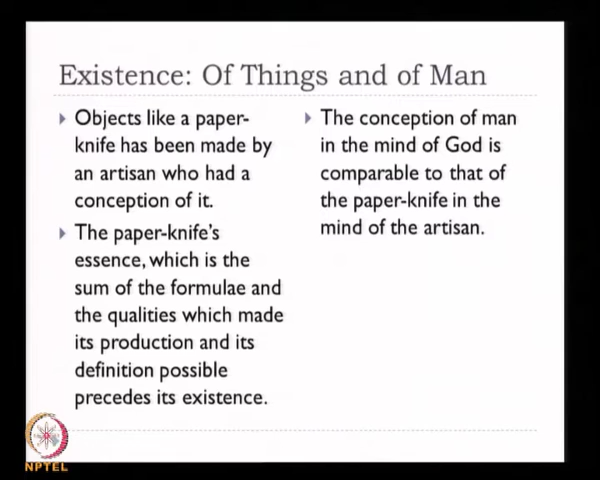 Existence: Of Things and of Man
Objects like a paper-
knife has been made by
an artisan who had a
conception of it.
The paper-knife's
essence, which is the
sum of the formulae and
the qualities which made
its production and its
definition possible
precedes its existence.
The conception of man
in the mind of God is
comparable to that of
the paper-knife in the
mind of the artisan.
NPTEL